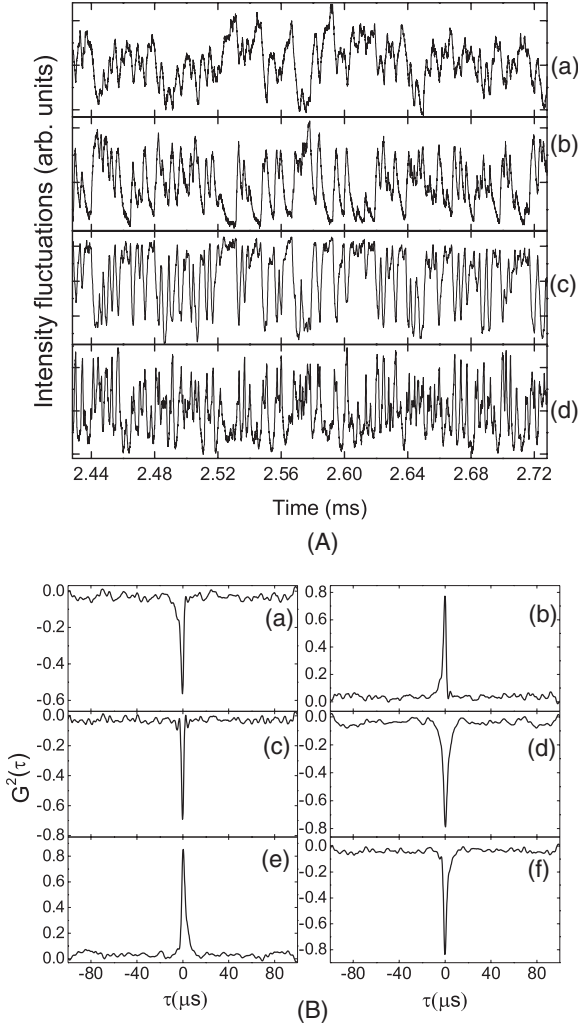 Intensity fluctuations (arb. units)
(a)
(b)
(c)
(d)
2.44 2.48 2.52 2.56 2.60 2.64 2.68 2.72
Time (ms)
(A)
G²(τ)
0.0
-0.2
-0.4
-0.6
(a)
0.8
0.6
0.4
0.2
0.0
(b)
0.0
-0.2
-0.4
-0.6
-0.8
(c)
0.0
-0.2
-0.4
-0.6
-0.8
(d)
0.8
0.6
0.4
0.2
0.0
(e)
0.0
-0.2
-0.4
-0.6
-0.8
(f)
-80 -40 0 40 80
-80 -40 0 40 80
τ(μs)
τ(μs)
(B)